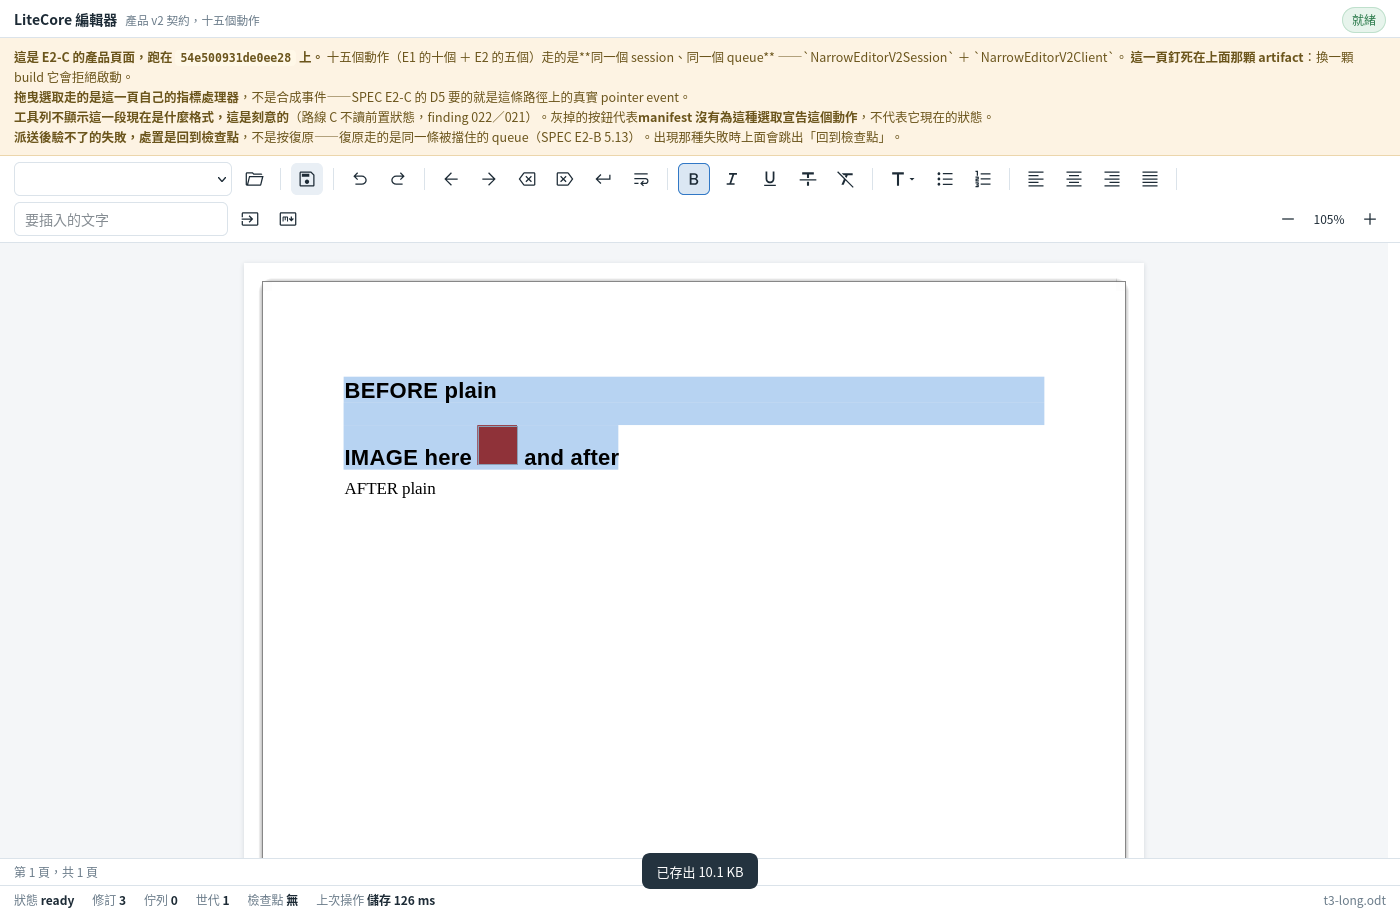 LiteCore 編輯器 產品 v2 契約，十五個動作 就緒
這是 E2-C 的產品頁面，跑在 54e500931de0ee28 上。 十五個動作（E1 的十個 ＋ E2 的五個）走的是**同一個 session、同一個 queue** ——`NarrowEditorV2Session` ＋ `NarrowEditorV2Client`。 這一頁釘死在上面那顆 artifact：換一顆
build 它會拒絕啟動。
拖曳選取走的是這一頁自己的指標處理器，不是合成事件——SPEC E2-C 的 D5 要的就是這條路徑上的真實 pointer event。
工具列不顯示這一段現在是什麼格式，這是刻意的（路線 C 不讀前置狀態，finding 022／021）。灰掉的按鈕代表manifest 沒有為這種選取宣告這個動作，不代表它現在的狀態。
派送後驗不了的失敗，處置是回到檢查點，不是按復原——復原走的是同一條被擋住的 queue（SPEC E2-B 5.13）。出現那種失敗時上面會跳出「回到檢查點」。
要插入的文字 105%
BEFORE plain
IMAGE here and after
AFTER plain
第 1 頁，共 1 頁
已存出 10.1 KB
狀態 ready 修訂 3 佇列 0 世代 1 檢查點 無 上次操作 儲存 126 ms t3-long.odt